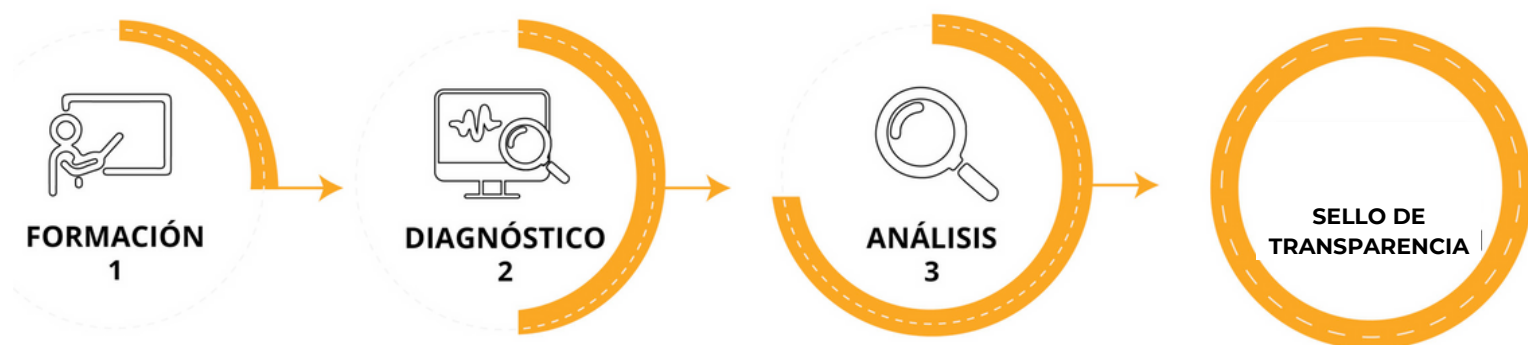 FORMACIÓN
1
DIAGNÓSTICO
2
ANÁLISIS
3
SELLO DE
TRANSPARENCIA